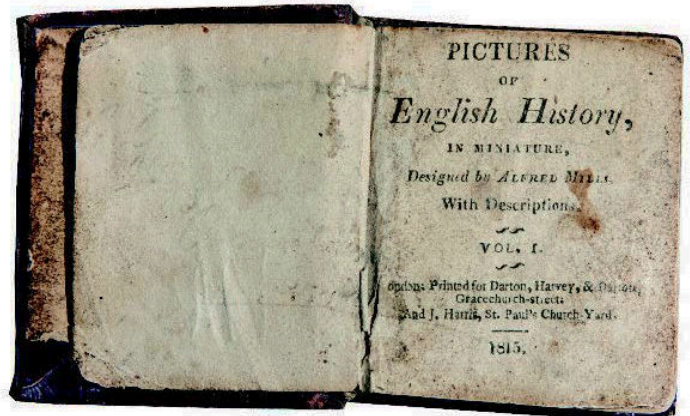 PICTURES
OF
English History,
IN MINIATURE,
Designed by ALFRED MILLS.
With Descriptions.
VOL. I.
ondon: Printed for Darton, Harvey, & Darton,
Gracechurch-street:
And J. Harris, St. Paul's Church-Yard.
1815.